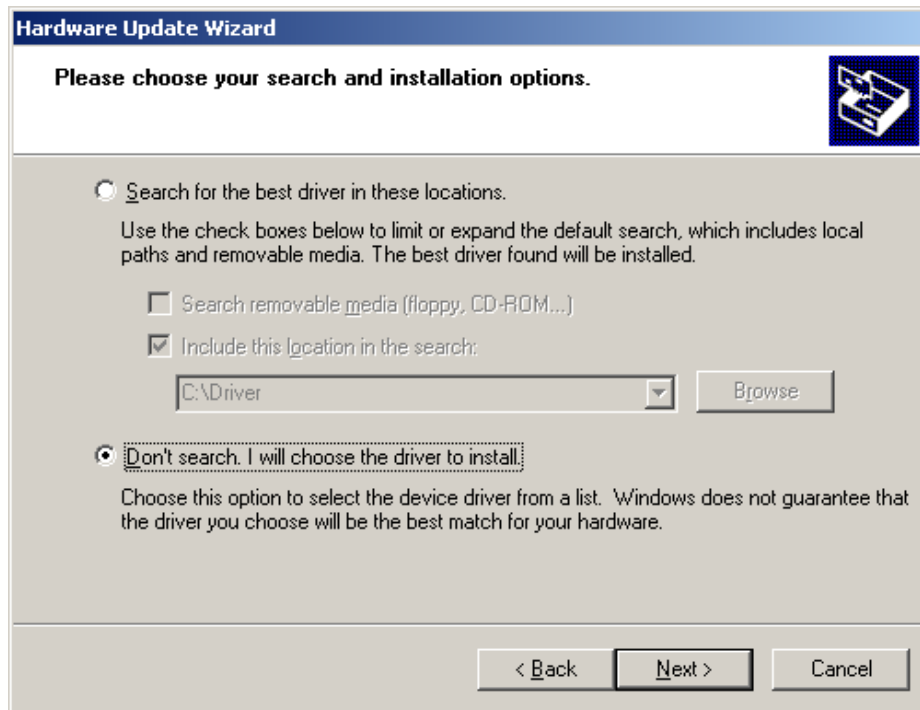 Hardware Update Wizard
Please choose your search and installation options.
Search for the best driver in these locations.
Use the check boxes below to limit or expand the default search, which includes local
paths and removable media. The best driver found will be installed.
Search removable media (floppy, CD-ROM...)
Include this location in the search:
C:\Driver
Browse
Don't search. I will choose the driver to install.
Choose this option to select the device driver from a list. Windows does not guarantee that
the driver you choose will be the best match for your hardware.
< Back
Next >
Cancel